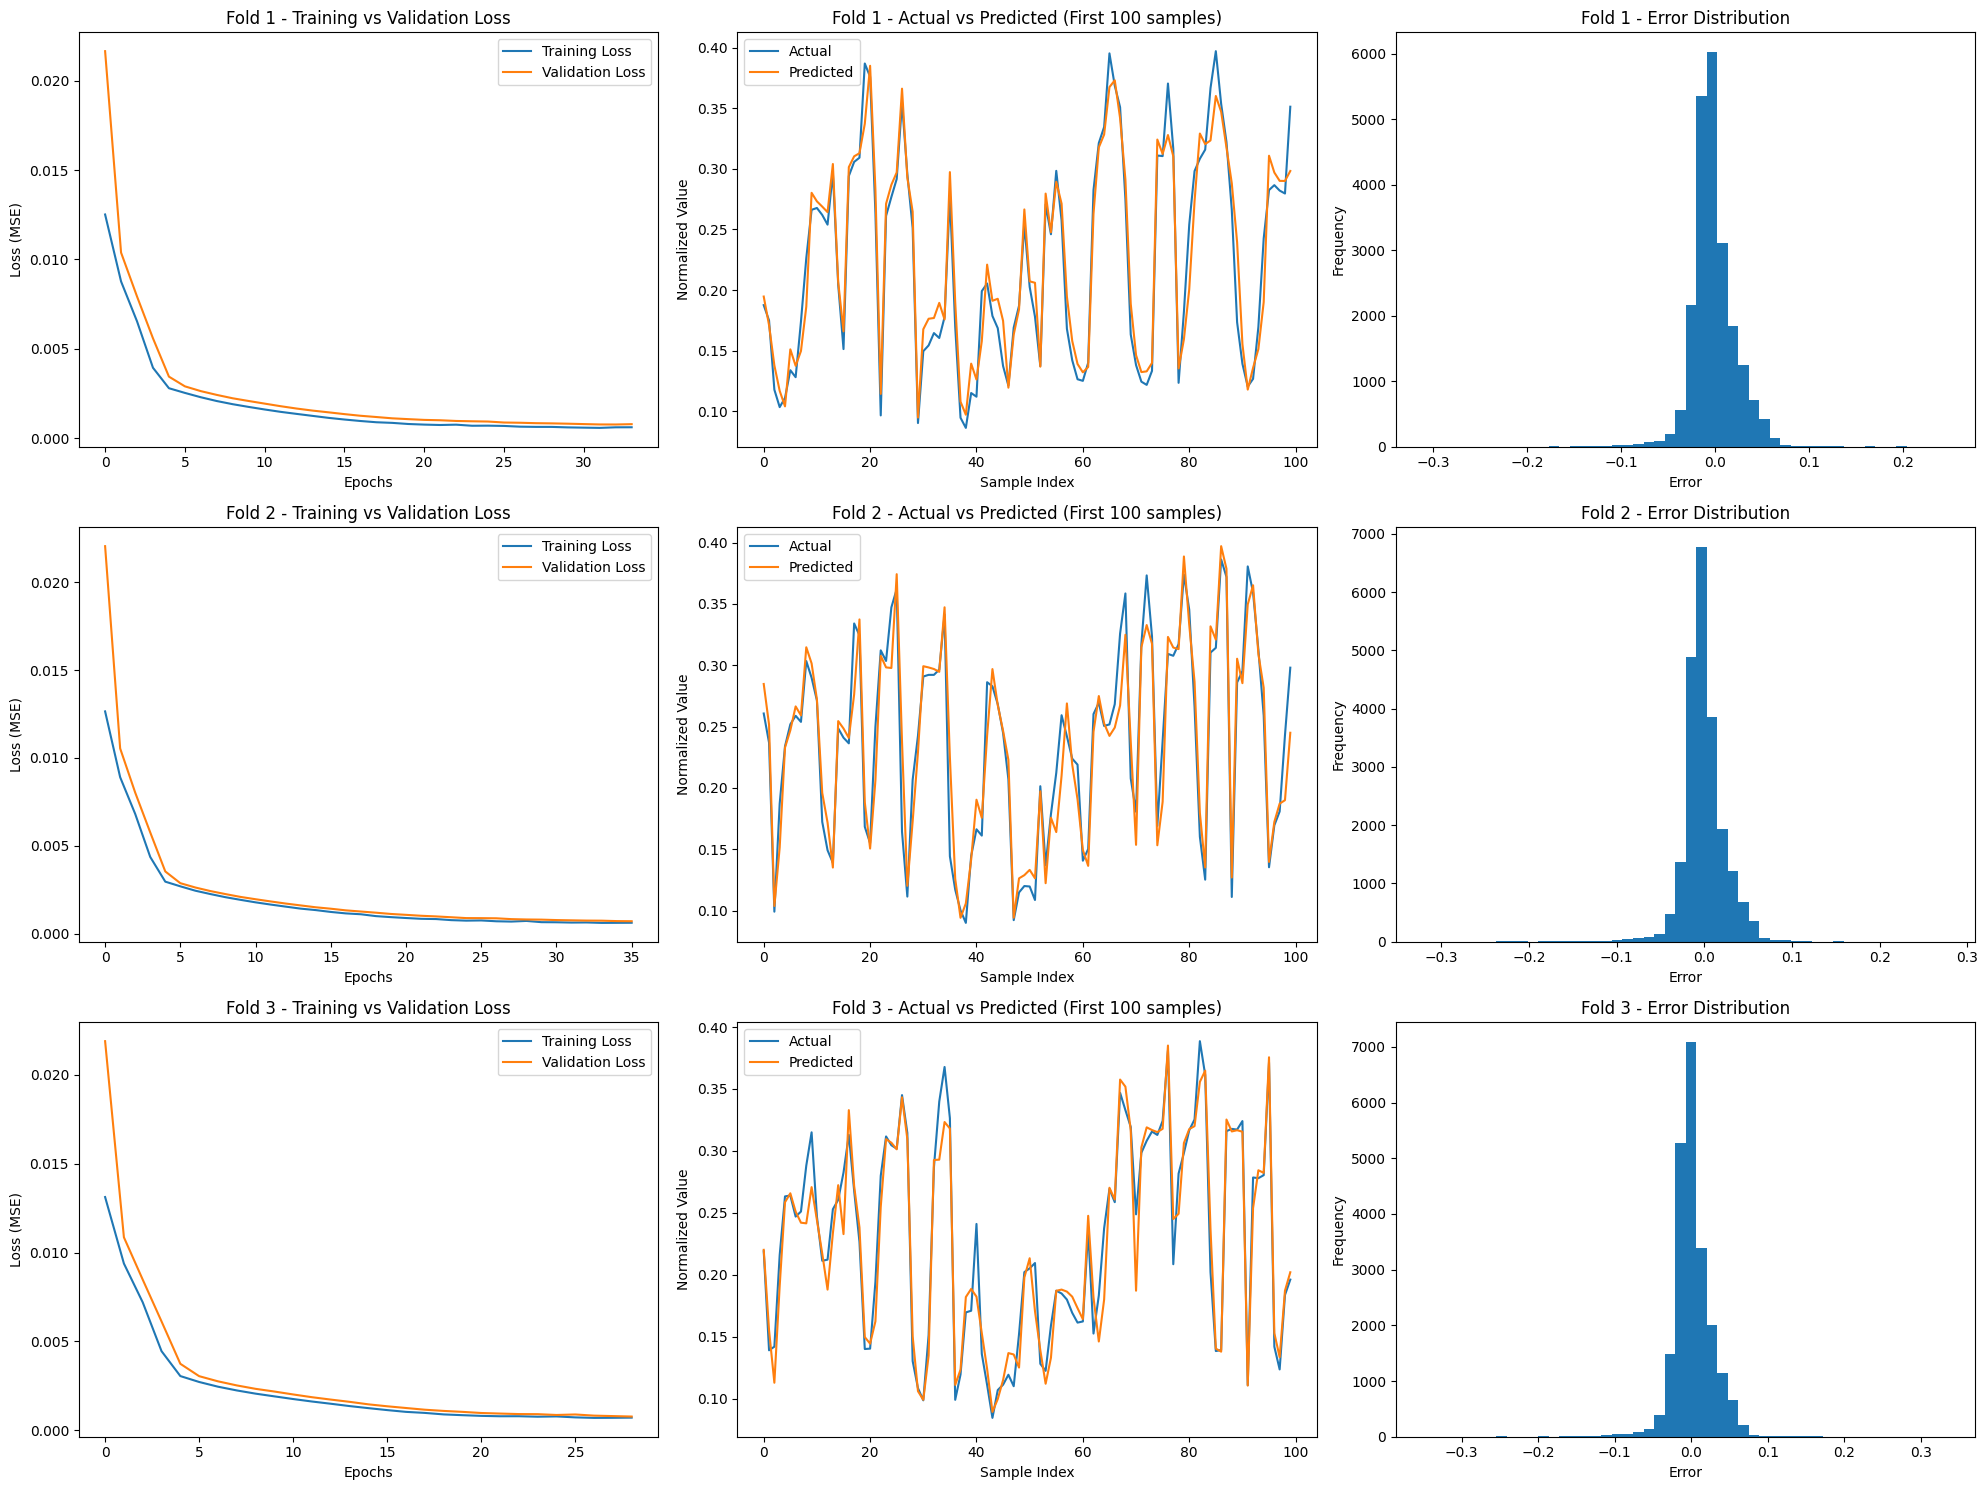 Fold 1 - Training vs Validation Loss
Training Loss
Validation Loss
Loss (MSE)
0.020
0.015
0.010
0.005
0.000
0 5 10 15 20 25 30
Epochs
Fold 1 - Actual vs Predicted (First 100 samples)
Actual
Predicted
Normalized Value
0.40
0.35
0.30
0.25
0.20
0.15
0.10
0 20 40 60 80 100
Sample Index
Fold 1 - Error Distribution
Frequency
6000
5000
4000
3000
2000
1000
0
−0.3 −0.2 −0.1 0.0 0.1 0.2
Error
Fold 2 - Training vs Validation Loss
Training Loss
Validation Loss
Loss (MSE)
0.020
0.015
0.010
0.005
0.000
0 5 10 15 20 25 30 35
Epochs
Fold 2 - Actual vs Predicted (First 100 samples)
Actual
Predicted
Normalized Value
0.40
0.35
0.30
0.25
0.20
0.15
0.10
0 20 40 60 80 100
Sample Index
Fold 2 - Error Distribution
Frequency
7000
6000
5000
4000
3000
2000
1000
0
−0.3 −0.2 −0.1 0.0 0.1 0.2 0.3
Error
Fold 3 - Training vs Validation Loss
Training Loss
Validation Loss
Loss (MSE)
0.020
0.015
0.010
0.005
0.000
0 5 10 15 20 25
Epochs
Fold 3 - Actual vs Predicted (First 100 samples)
Actual
Predicted
Normalized Value
0.40
0.35
0.30
0.25
0.20
0.15
0.10
0 20 40 60 80 100
Sample Index
Fold 3 - Error Distribution
Frequency
7000
6000
5000
4000
3000
2000
1000
0
−0.3 −0.2 −0.1 0.0 0.1 0.2 0.3
Error